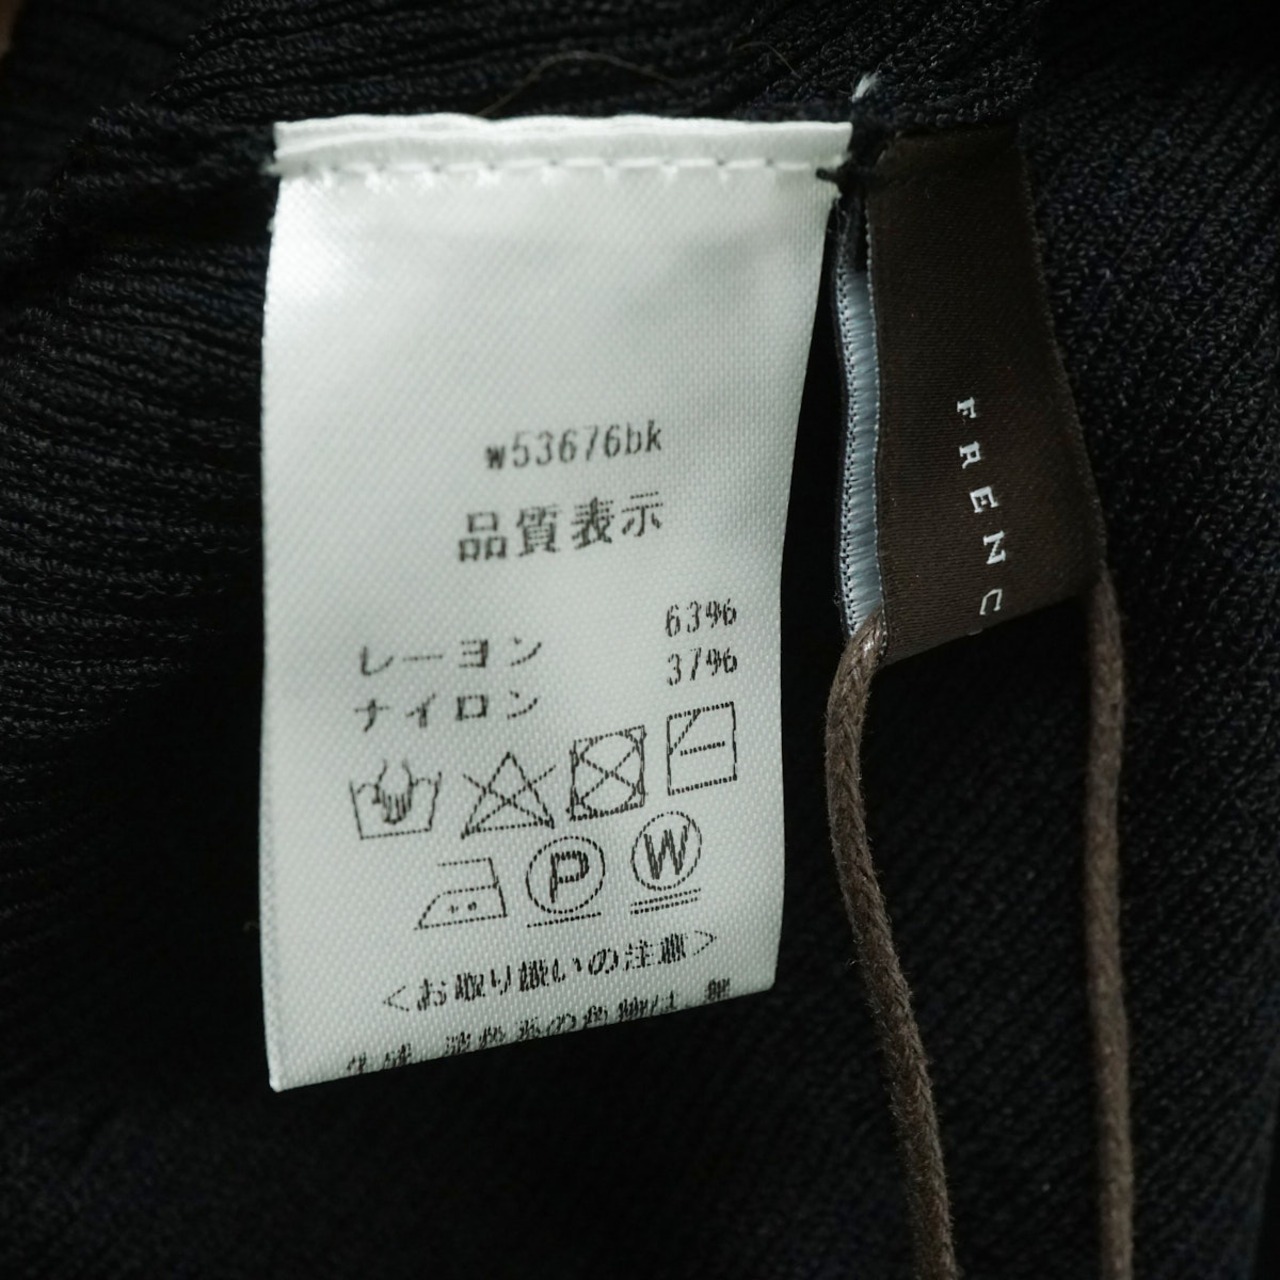 w53676bk
品質表示
レーヨン 63%
ナイロン 37%
P W
<お取り扱いの注意>
FRENC